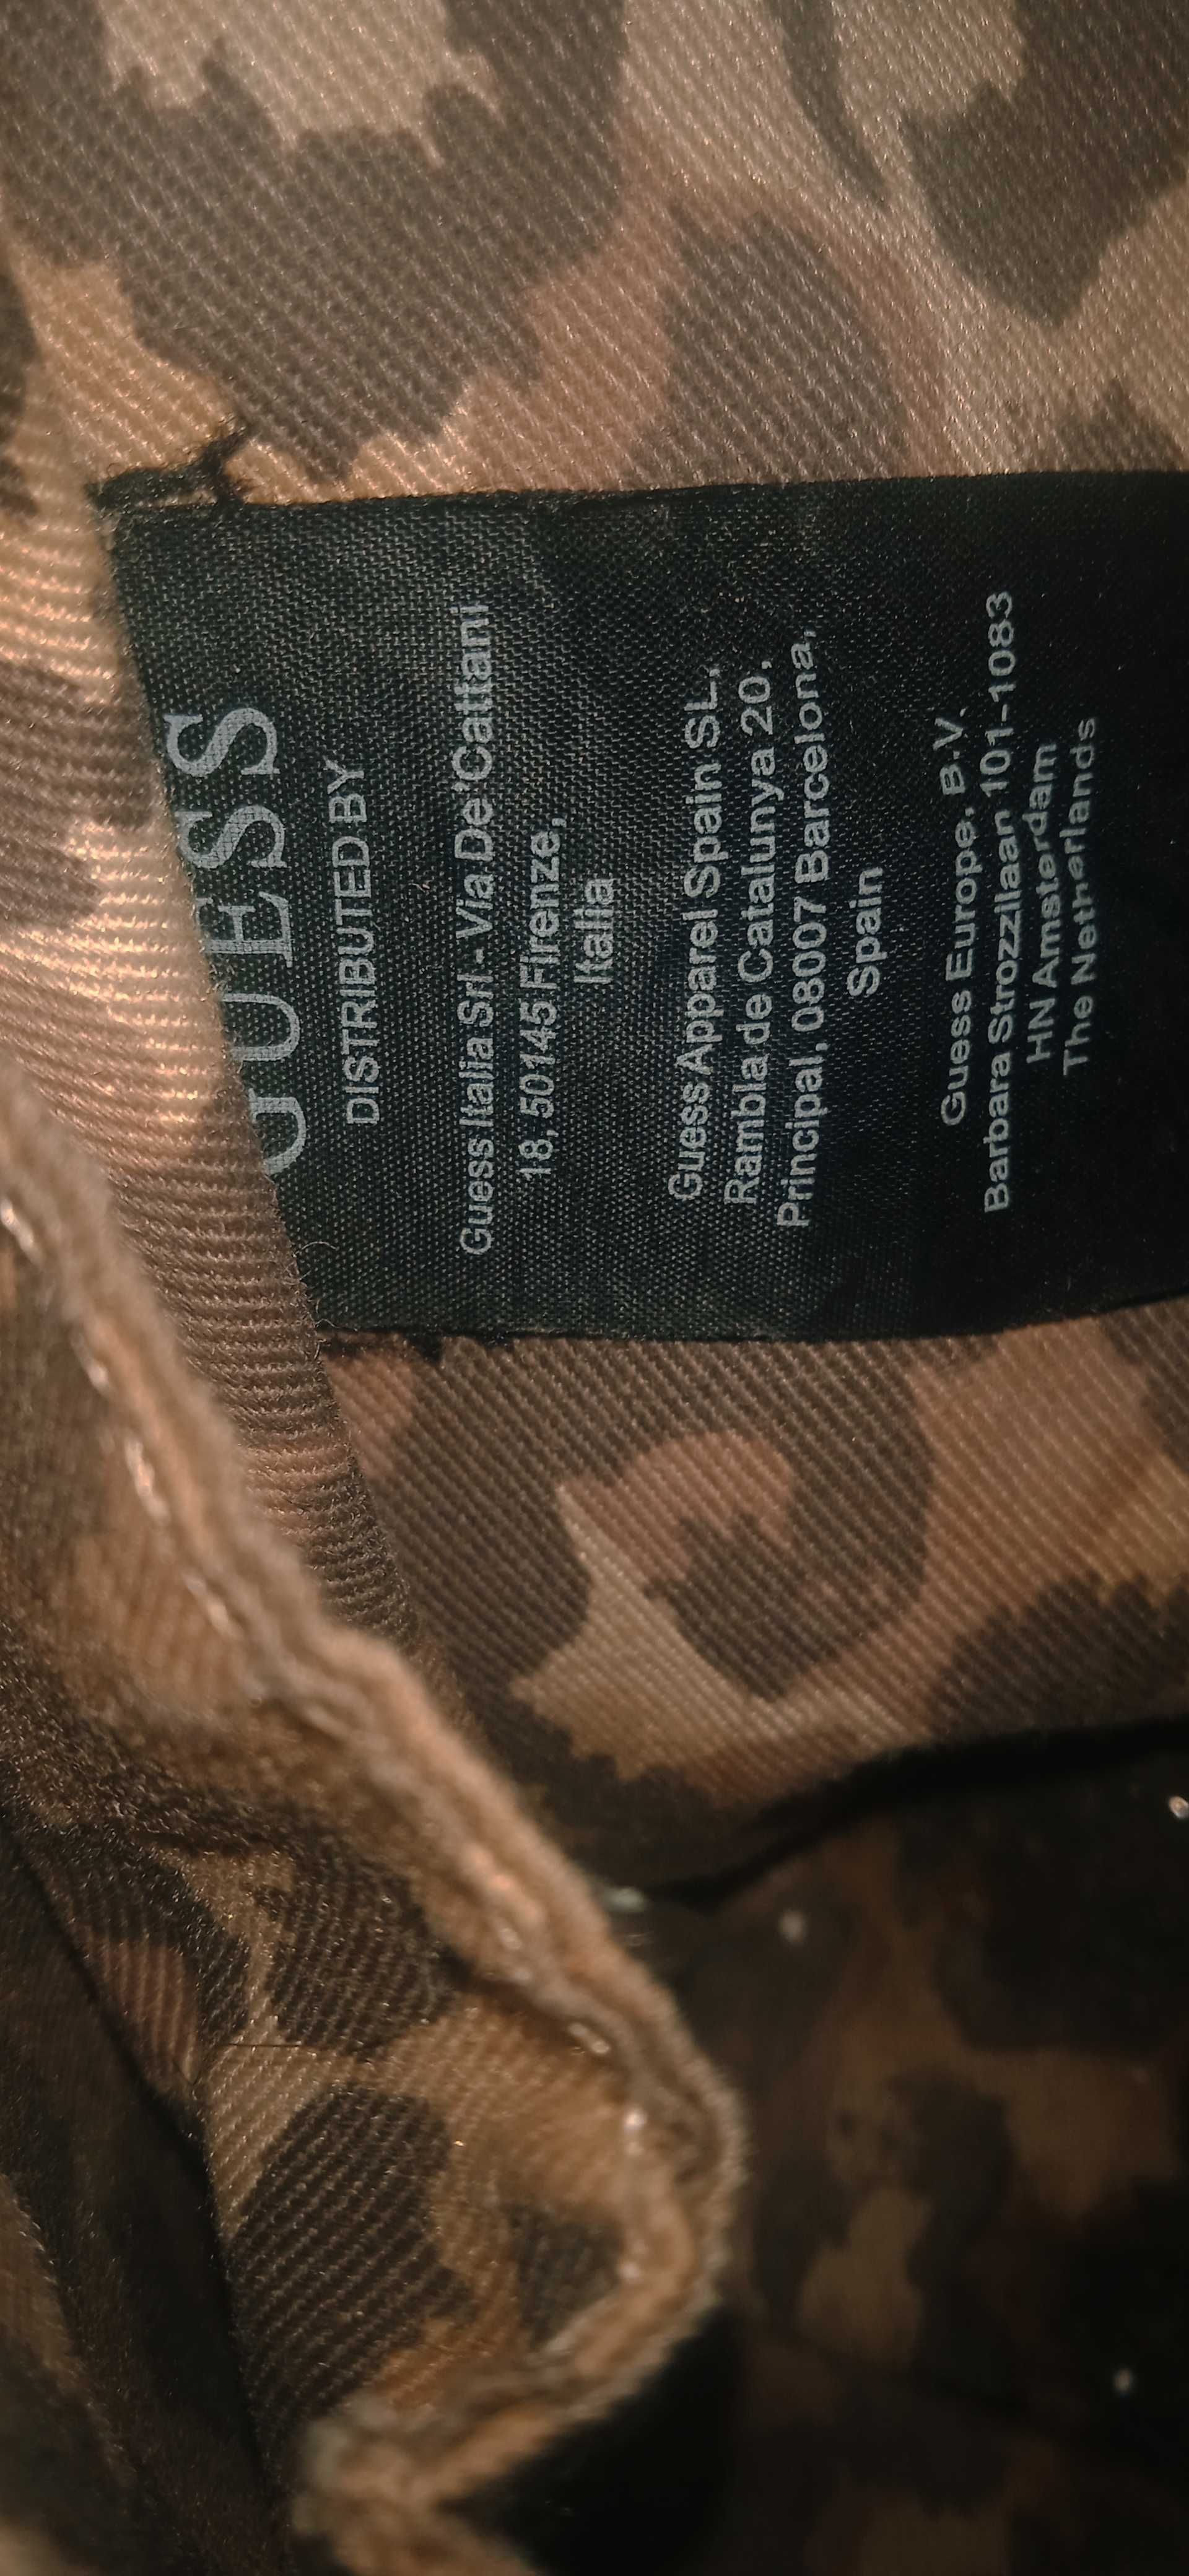 GUESS
DISTRIBUTED BY
Guess Italia Srl - Via De'Cattani
18, 50145 Firenze,
Italia
Guess Apparel Spain SL,
Rambla de Catalunya 20,
Principal. 08007 Barcelona,
Spain
Guess Europe, B.V.
Barbara Strozzilaan 101-1083
HN Amsterdam
The Netherlands